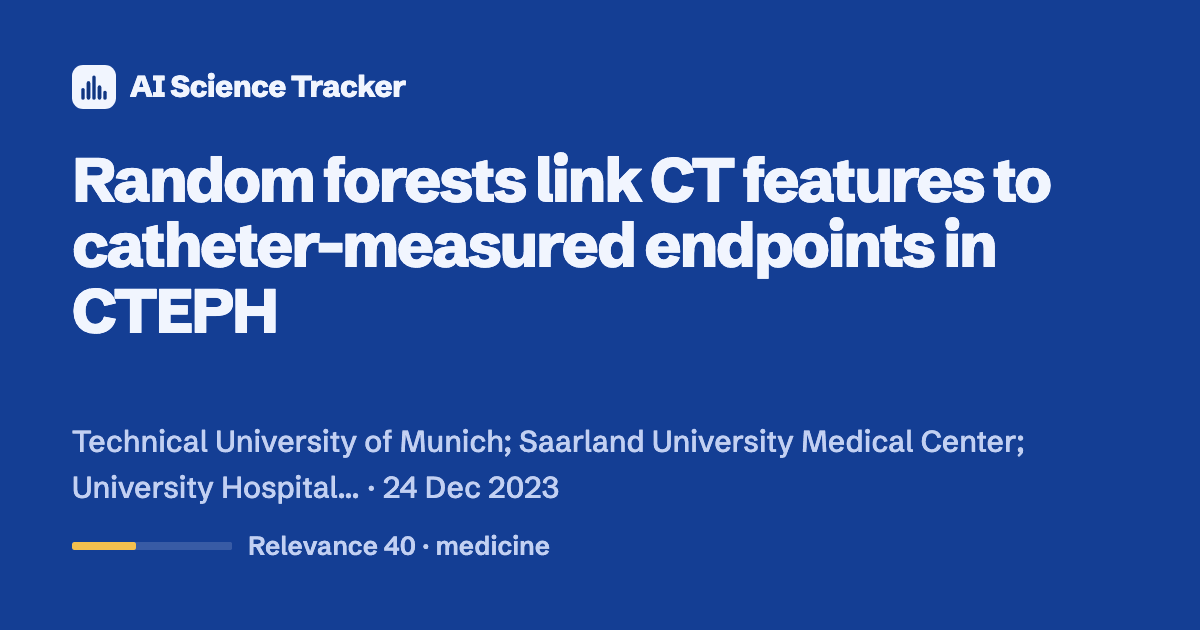 AI Science Tracker
Random forests link CT features to
catheter-measured endpoints in
CTEPH
Technical University of Munich; Saarland University Medical Center;
University Hospital... · 24 Dec 2023
Relevance 40 · medicine